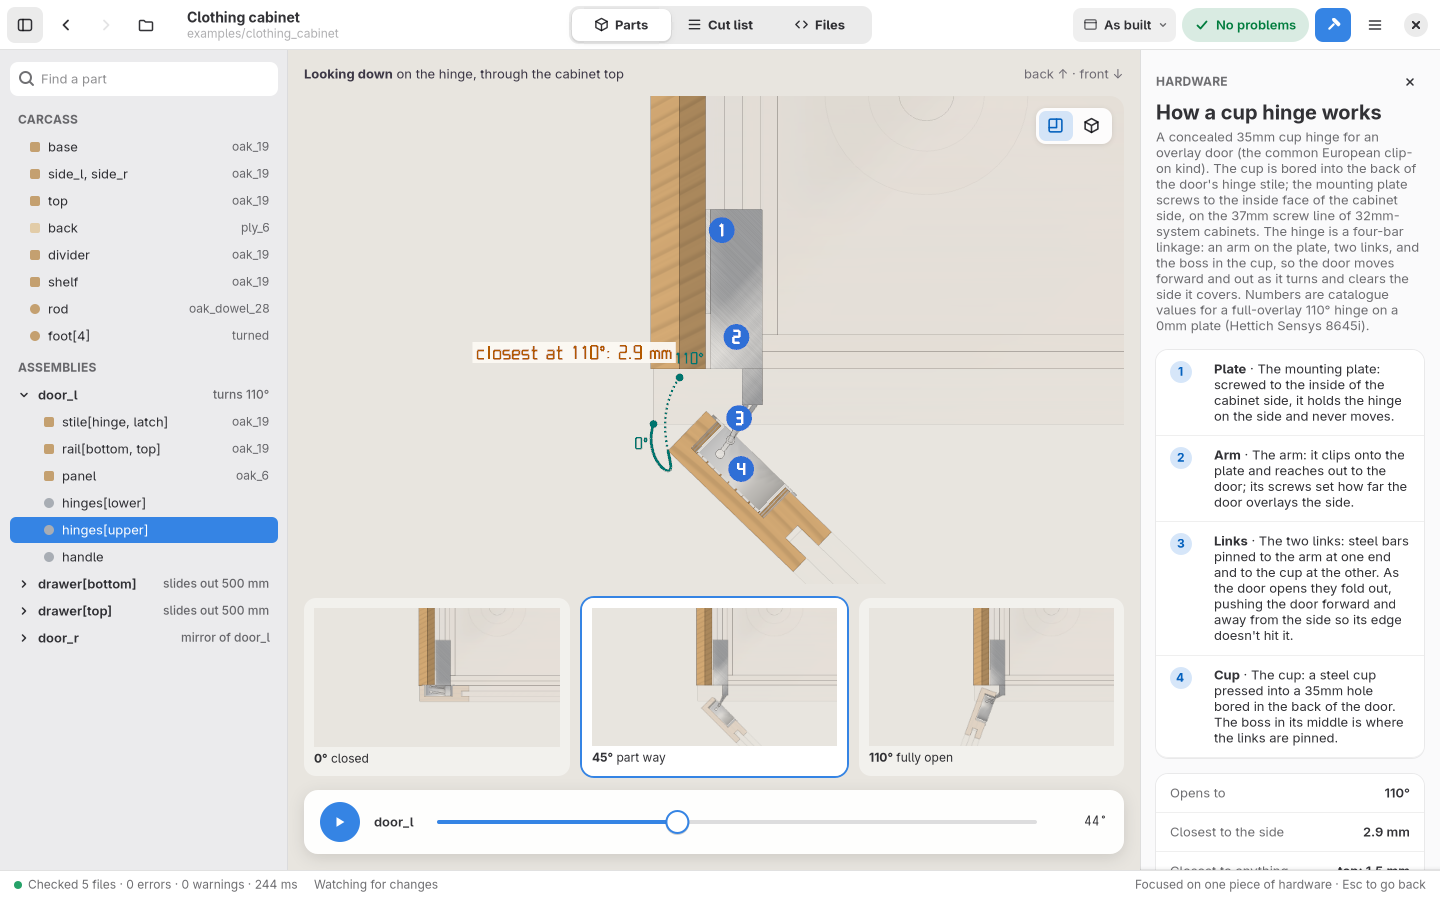 Clothing cabinet
examples/clothing_cabinet
Parts
Cut list
Files
As built
No problems
Find a part
CARCASS
base oak_19
side_l, side_r oak_19
top oak_19
back ply_6
divider oak_19
shelf oak_19
rod oak_dowel_28
foot[4] turned
ASSEMBLIES
door_l turns 110°
stile[hinge, latch] oak_19
rail[bottom, top] oak_19
panel oak_6
hinges[lower]
hinges[upper]
handle
drawer[bottom] slides out 500 mm
drawer[top] slides out 500 mm
door_r mirror of door_l
Looking down on the hinge, through the cabinet top
back ↑ · front ↓
1
2
closest at 110°: 2.9 mm
110°
3
0°
4
0° closed
45° part way
110° fully open
door_l
44°
HARDWARE
How a cup hinge works
A concealed 35mm cup hinge for an
overlay door (the common European clip-
on kind). The cup is bored into the back of
the door's hinge stile; the mounting plate
screws to the inside face of the cabinet
side, on the 37mm screw line of 32mm-
system cabinets. The hinge is a four-bar
linkage: an arm on the plate, two links, and
the boss in the cup, so the door moves
forward and out as it turns and clears the
side it covers. Numbers are catalogue
values for a full-overlay 110° hinge on a
0mm plate (Hettich Sensys 8645i).
1 Plate · The mounting plate:
screwed to the inside of the
cabinet side, it holds the hinge
on the side and never moves.
2 Arm · The arm: it clips onto the
plate and reaches out to the
door; its screws set how far the
door overlays the side.
3 Links · The two links: steel bars
pinned to the arm at one end
and to the cup at the other. As
the door opens they fold out,
pushing the door forward and
away from the side so its edge
doesn't hit it.
4 Cup · The cup: a steel cup
pressed into a 35mm hole
bored in the back of the door.
The boss in its middle is where
the links are pinned.
Opens to 110°
Closest to the side 2.9 mm
Closest to anything top: 1.5 mm
Checked 5 files · 0 errors · 0 warnings · 244 ms
Watching for changes
Focused on one piece of hardware · Esc to go back